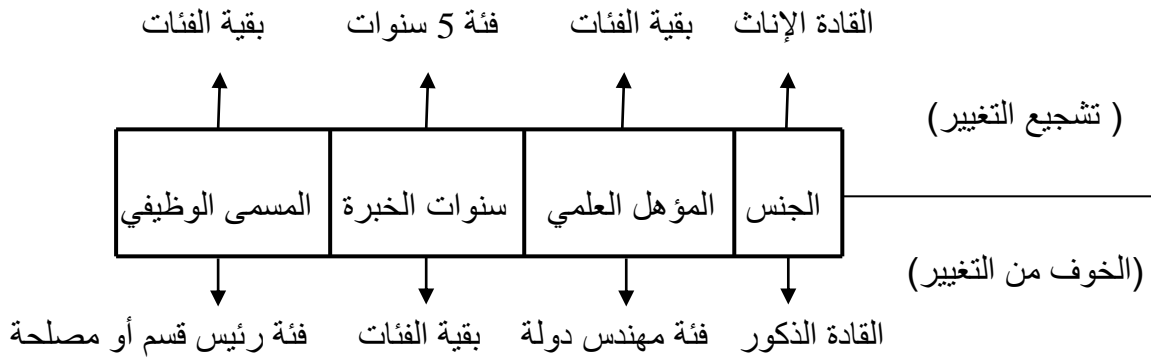 القادة الإناث بقية الفئات فئة 5 سنوات بقية الفئات
( تشجيع التغيير)
الجنس المؤهل العلمي سنوات الخبرة المسمى الوظيفي
(الخوف من التغيير)
القادة الذكور فئة مهندس دولة بقية الفئات فئة رئيس قسم أو مصلحة